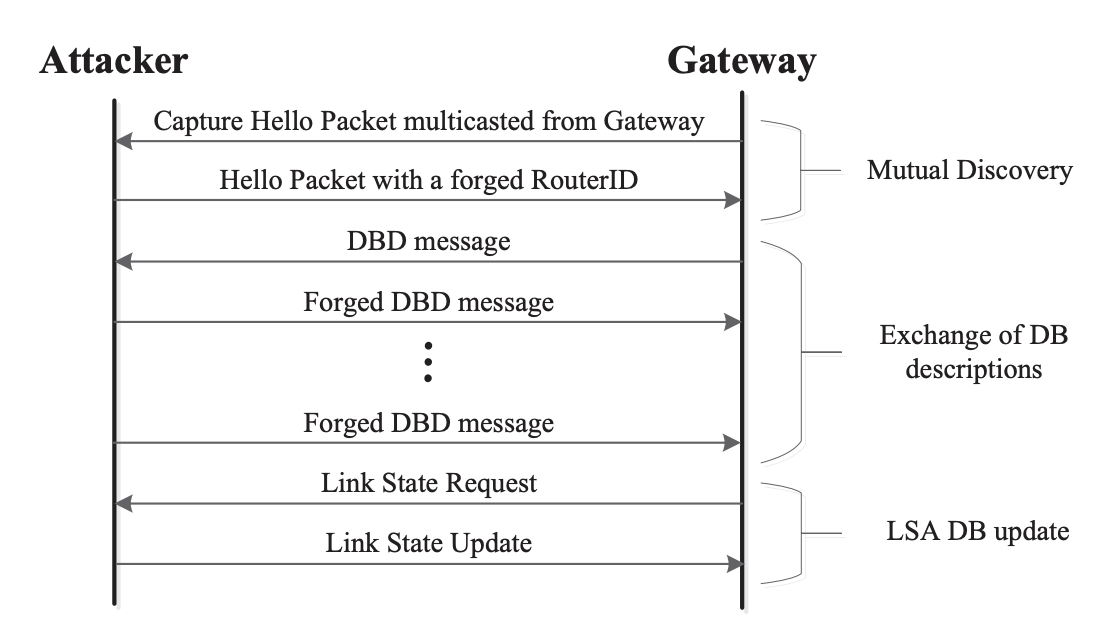 Attacker
Gateway
Capture Hello Packet multicasted from Gateway
Hello Packet with a forged RouterID
Mutual Discovery
DBD message
Forged DBD message
Forged DBD message
Exchange of DB
descriptions
Link State Request
Link State Update
LSA DB update